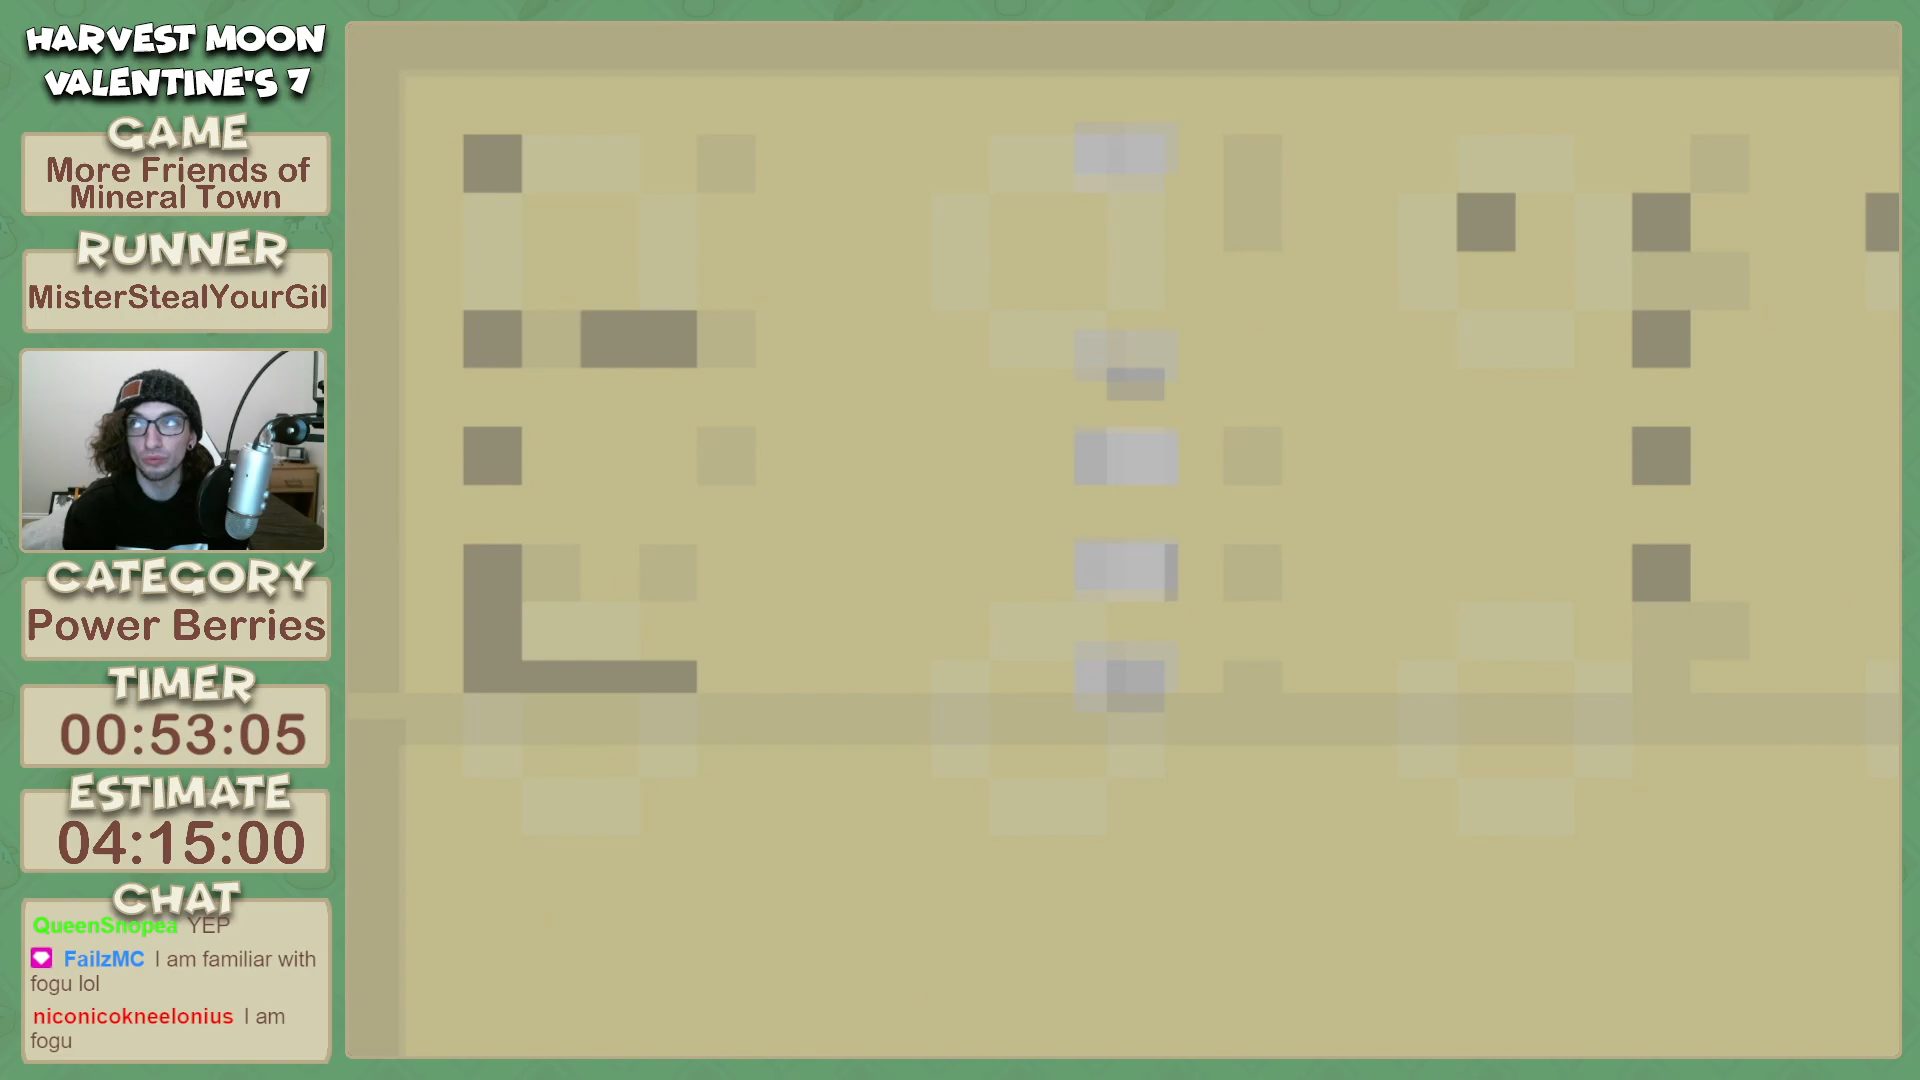 HARVEST MOON
VALENTINE'S 7
GAME
More Friends of
Mineral Town
RUNNER
MisterStealYourGil
CATEGORY
Power Berries
TIMER
00:53:05
ESTIMATE
04:15:00
CHAT
QueenSnopea YEP
FailzMC I am familiar with
fogu lol
niconicokneelonius I am
fogu